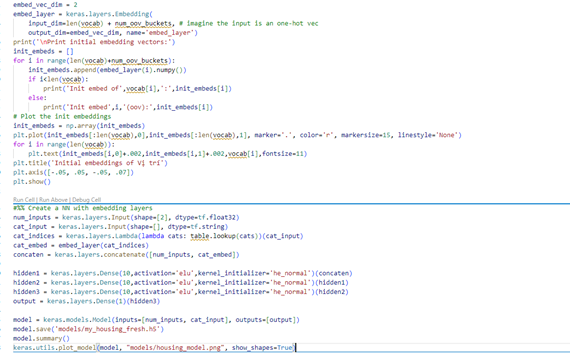 embed_vec_dim = 2
embed_layer = keras.layers.Embedding(
    input_dim=len(vocab) + num_oov_buckets, # imagine the input is an one-hot vec
    output_dim=embed_vec_dim, name='embed_layer')
print('\nPrint initial embedding vectors:')
init_embeds = []
for i in range(len(vocab)+num_oov_buckets):
    init_embeds.append(embed_layer(i).numpy())
    if i<len(vocab):
        print('Init embed of',vocab[i],':',init_embeds[i])
    else:
        print('Init embed',i,'(oov):',init_embeds[i])
# Plot the init embeddings
init_embeds = np.array(init_embeds)
plt.plot(init_embeds[:len(vocab),0],init_embeds[:len(vocab),1], marker='.', color='r', markersize=15, linestyle='None')
for i in range(len(vocab)):
    plt.text(init_embeds[i,0]+.002,init_embeds[i,1]+.002,vocab[i],fontsize=11)
plt.title('Initial embeddings of Vị trí')
plt.axis([-.05, .05, -.05, .07])
plt.show()
Run Cell | Run Above | Debug Cell
#%% Create a NN with embedding layers
num_inputs = keras.layers.Input(shape=[2], dtype=tf.float32)
cat_input = keras.layers.Input(shape=[], dtype=tf.string)
cat_indices = keras.layers.Lambda(lambda cats: table.lookup(cats))(cat_input)
cat_embed = embed_layer(cat_indices)
concaten = keras.layers.concatenate([num_inputs, cat_embed])
hidden1 = keras.layers.Dense(10,activation='elu',kernel_initializer='he_normal')(concaten)
hidden2 = keras.layers.Dense(10,activation='elu',kernel_initializer='he_normal')(hidden1)
hidden3 = keras.layers.Dense(10,activation='elu',kernel_initializer='he_normal')(hidden2)
output = keras.layers.Dense(1)(hidden3)
model = keras.models.Model(inputs=[num_inputs, cat_input], outputs=[output])
model.save('models/my_housing_fresh.h5')
model.summary()
keras.utils.plot_model(model, "models/housing_model.png", show_shapes=True)